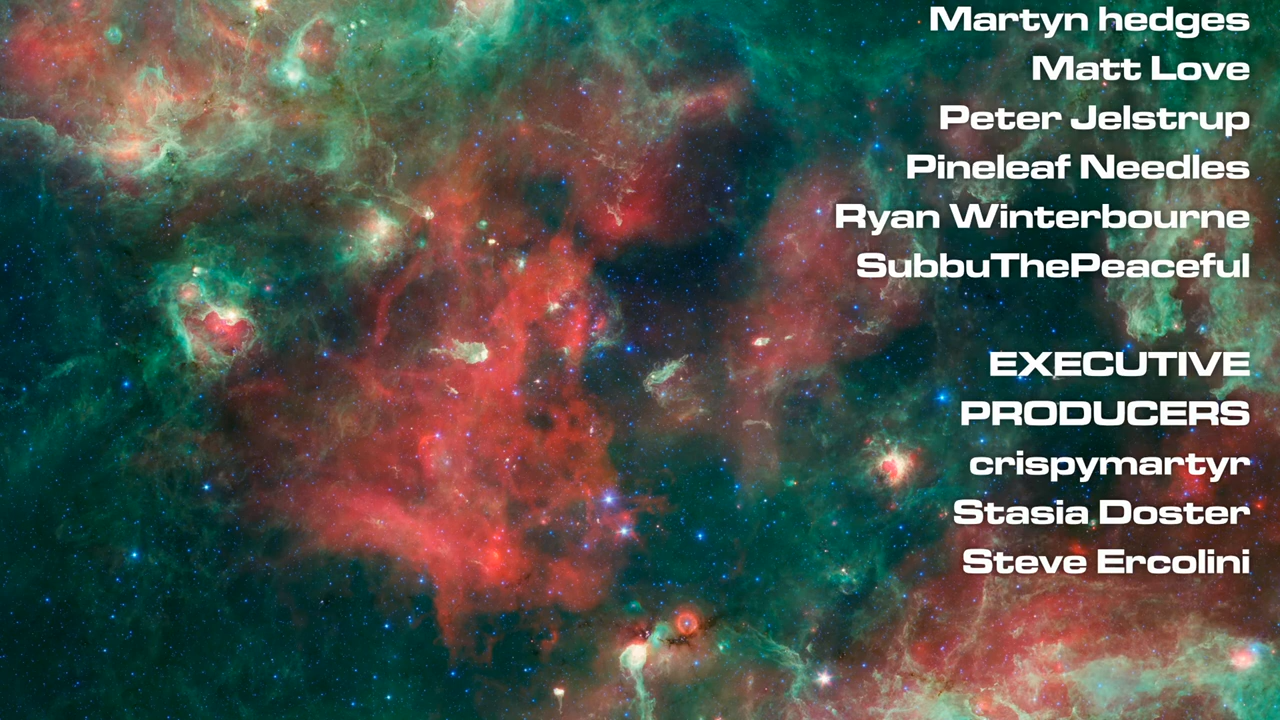 Martyn hedges
Matt Love
Peter Jelstrup
Pineleaf Needles
Ryan Winterbourne
SubbuThePeaceful
EXECUTIVE
PRODUCERS
crispymartyr
Stasia Doster
Steve Ercolini